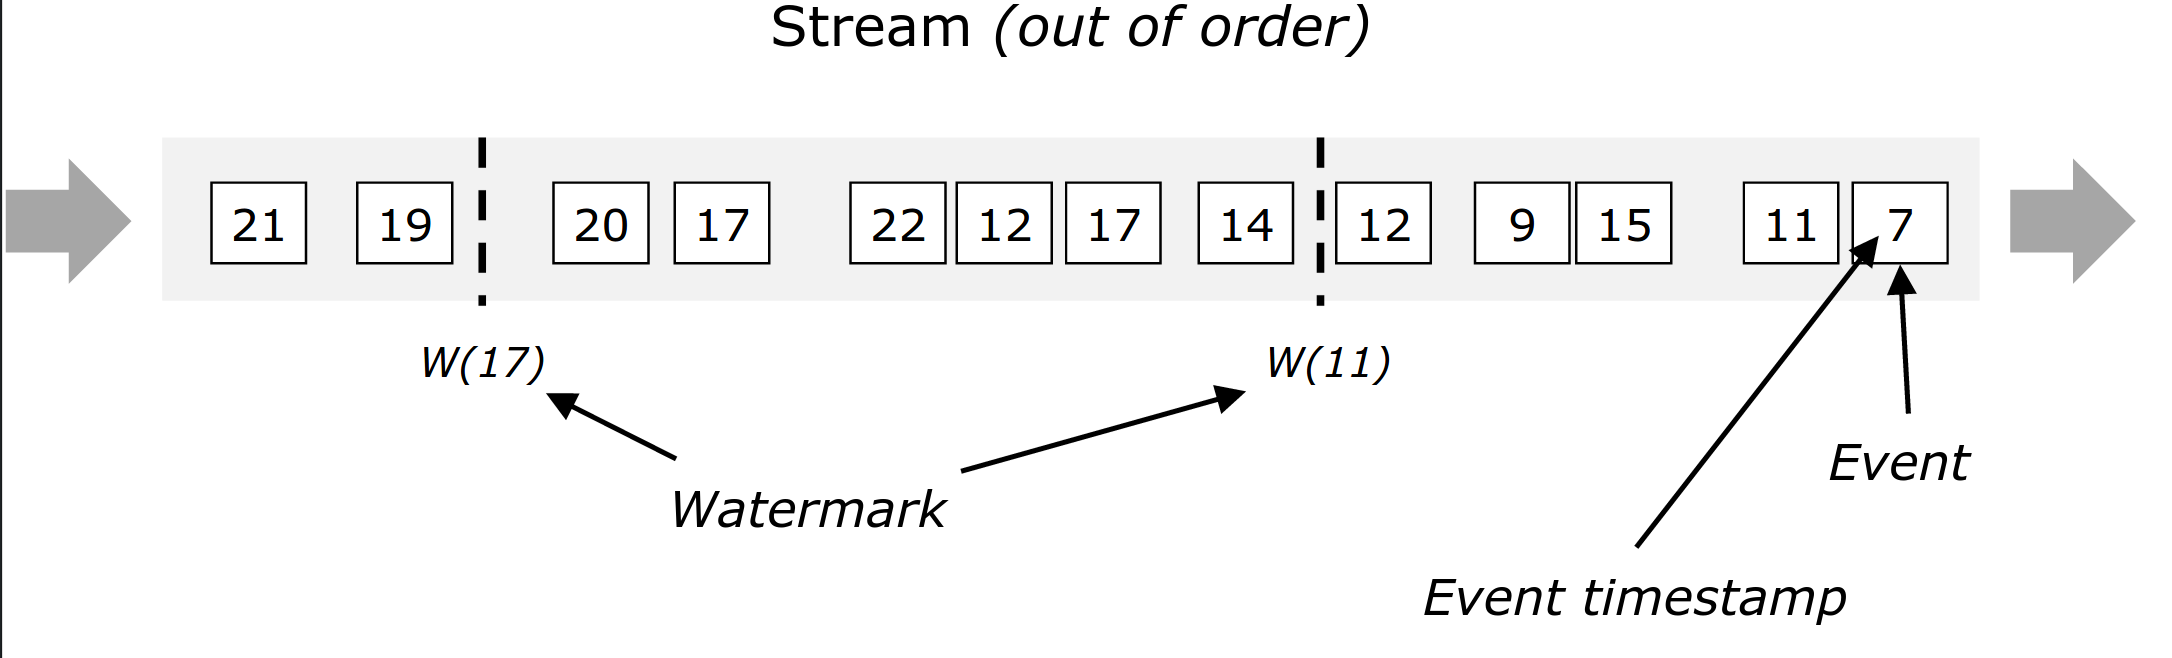 Stream (out of order)
21 19 20 17 22 12 17 14 12 9 15 11 7
W(17) W(11)
Watermark
Event
Event timestamp